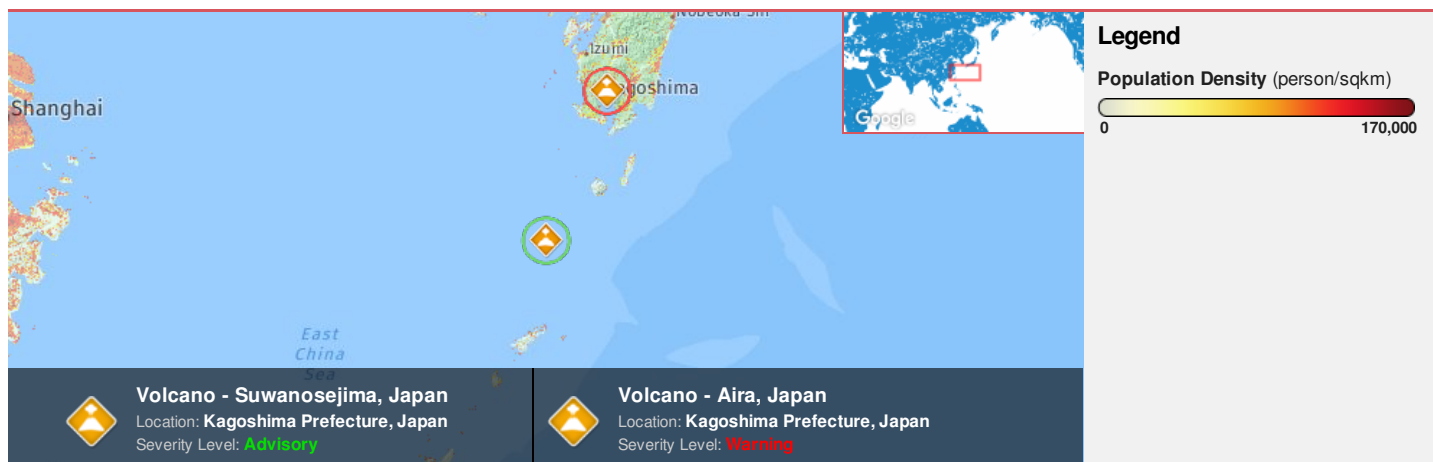 Nobeoka Shi
Izumi
Shanghai
Google
East
China
Sea
Legend
Population Density (person/sqkm)
0
170,000
Volcano - Suwanosejima, Japan
Location: Kagoshima Prefecture, Japan
Severity Level: Advisory
Volcano - Aira, Japan
Location: Kagoshima Prefecture, Japan
Severity Level: Warning